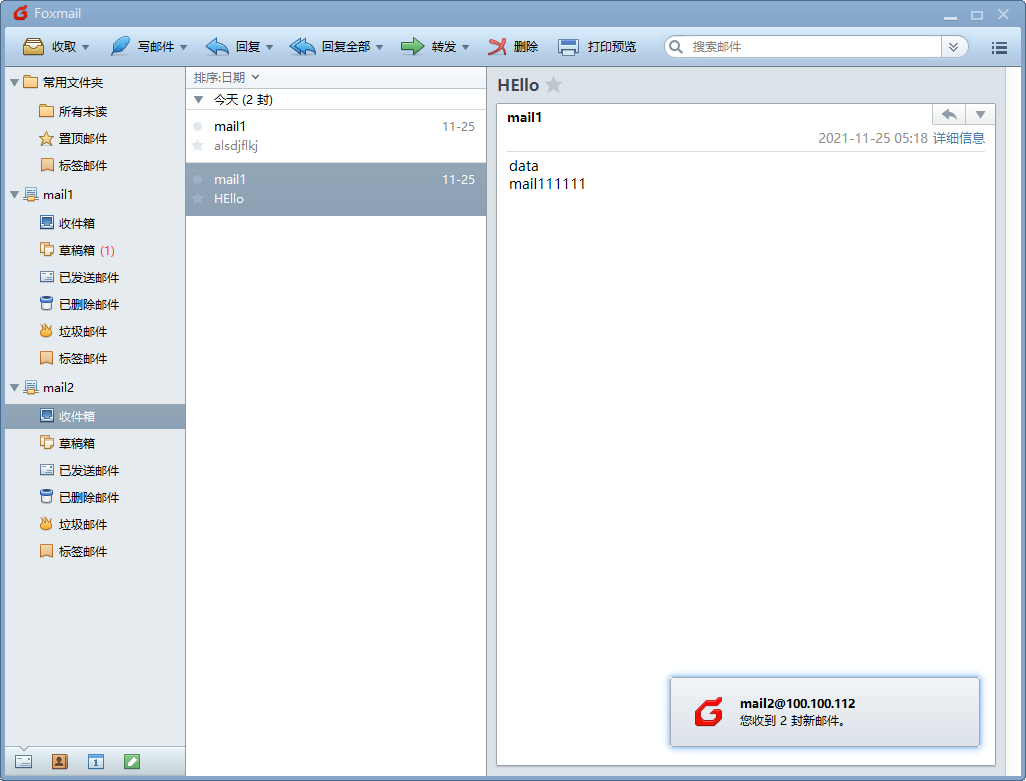 Foxmail
收取 写邮件 回复 回复全部 转发 删除 打印预览 搜索邮件
常用文件夹
所有未读
置顶邮件
标签邮件
mail1
收件箱
草稿箱 (1)
已发送邮件
已删除邮件
垃圾邮件
标签邮件
mail2
收件箱
草稿箱
已发送邮件
已删除邮件
垃圾邮件
标签邮件
1
排序:日期
今天 (2 封)
mail1 11-25
alsdjflkj
mail1 11-25
HEllo
HEllo
mail1
2021-11-25 05:18 详细信息
data
mail111111
mail2@100.100.112
您收到 2 封新邮件。